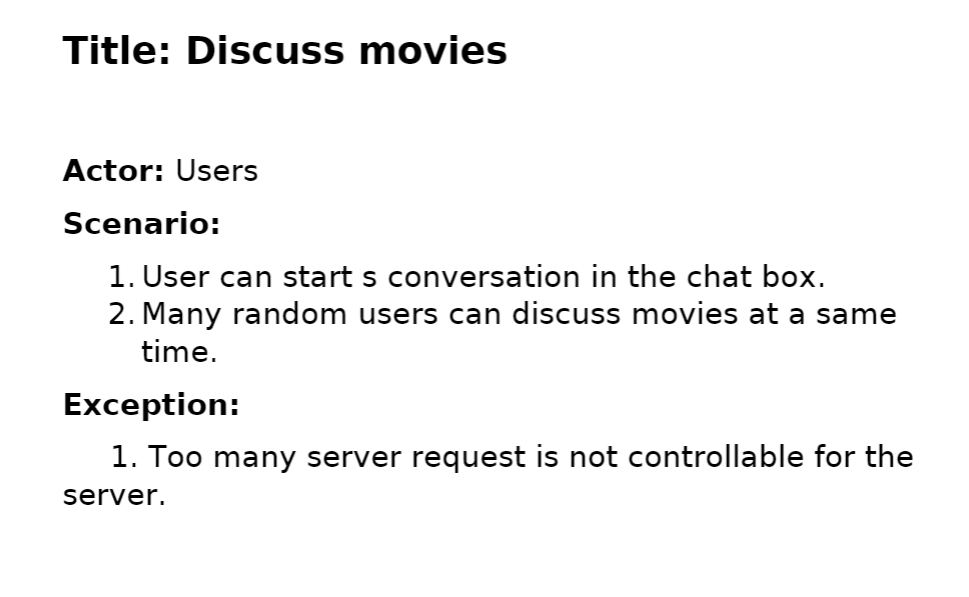 Title: Discuss movies
Actor: Users
Scenario:
1. User can start s conversation in the chat box.
2. Many random users can discuss movies at a same
time.
Exception:
1. Too many server request is not controllable for the
server.